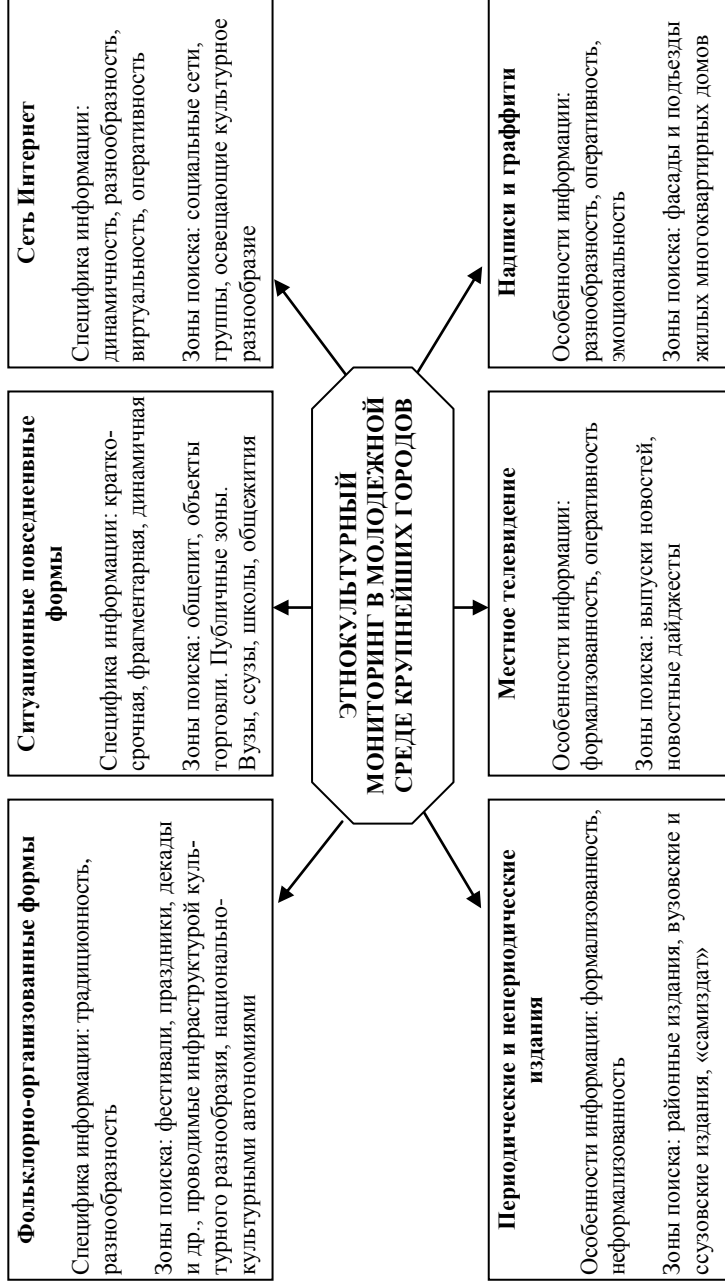 Фольклорно-организованные формы
Специфика информации: традиционность,
разнообразность
Зоны поиска: фестивали, праздники, декады
и др., проводимые инфраструктурой куль-
турного разнообразия, национально-
культурными автономиями
Ситуационные повседневные
формы
Специфика информации: кратко-
срочная, фрагментарная, динамичная
Зоны поиска: общепит, объекты
торговли. Публичные зоны.
Вузы, ссузы, школы, общежития
Сеть Интернет
Специфика информации:
динамичность, разнообразность,
виртуальность, оперативность
Зоны поиска: социальные сети,
группы, освещающие культурное
разнообразие
ЭТНОКУЛЬТУРНЫЙ
МОНИТОРИНГ В МОЛОДЕЖНОЙ
СРЕДЕ КРУПНЕЙШИХ ГОРОДОВ
Периодические и непериодические
издания
Особенности информации: формализованность,
неформализованность
Зоны поиска: районные издания, вузовские и
ссузовские издания, «самиздат»
Местное телевидение
Особенности информации:
формализованность, оперативность
Зоны поиска: выпуски новостей,
новостные дайджесты
Надписи и граффити
Особенности информации:
разнообразность, оперативность,
эмоциональность
Зоны поиска: фасады и подъезды
жилых многоквартирных домов